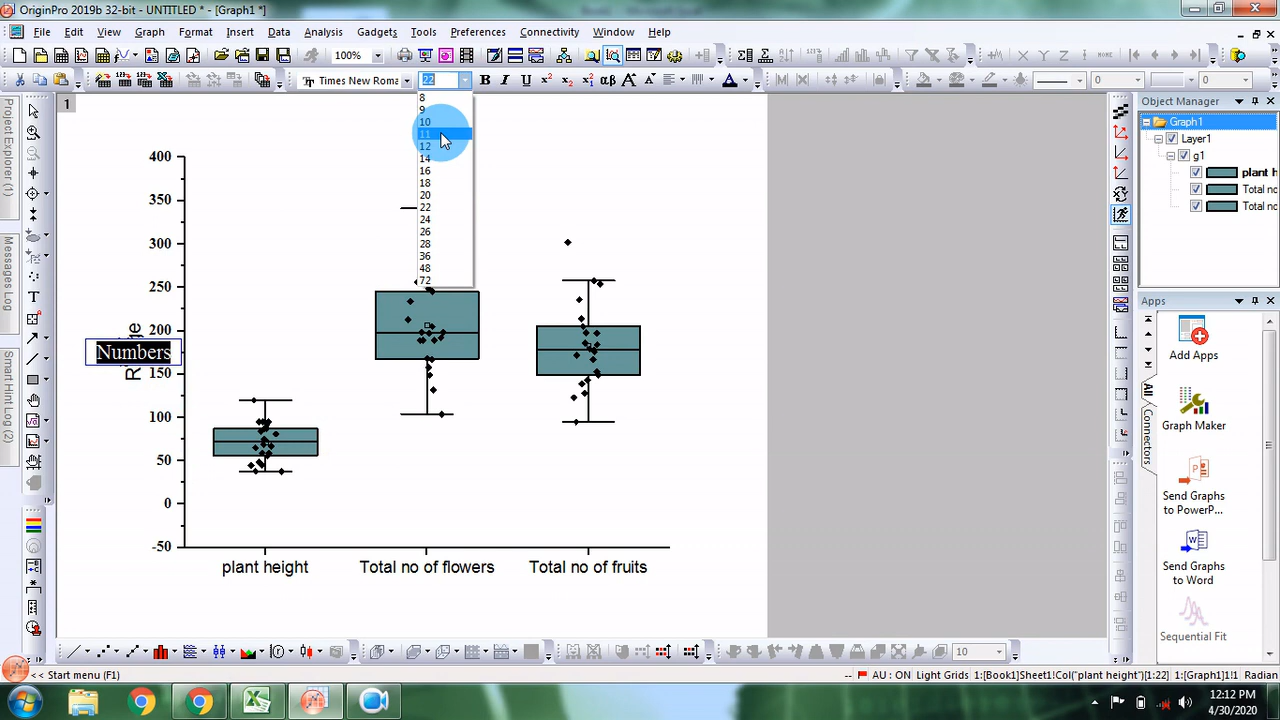 OriginPro 2019b 32-bit - UNTITLED * - [Graph1 *]
File Edit View Graph Format Insert Data Analysis Gadgets Tools Preferences Connectivity Window Help
100%
Times New Roma 22 B I U αβ A A A 0 0
Project Explorer (1)
Messages Log
Smart Hint Log (2)
1
8
9
10
11
12
14
16
18
20
22
24
26
28
36
48
72
400
350
300
250
200
150
100
50
0
-50
Numbers
plant height Total no of flowers Total no of fruits
Object Manager
Graph1
Layer1
g1
plant h
Total no
Total no
Apps
Add Apps
Graph Maker
Send Graphs to PowerP...
Send Graphs to Word
Sequential Fit
All
Connectors
10
<< Start menu (F1)
-- AU : ON Light Grids 1:[Book1]Sheet1!Col("plant height")[1:22] 1:[Graph1]1!1 Radian
12:12 PM
4/30/2020